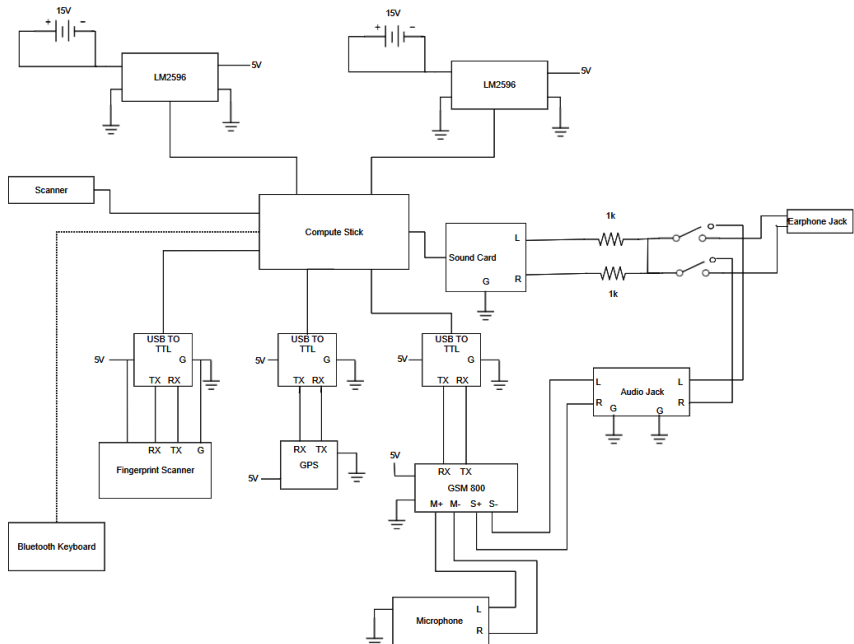 15V
+ −
LM2596
5V
15V
+ −
LM2596
5V
Scanner
Compute Stick
Sound Card
L
R
G
1k
1k
Earphone Jack
USB TO
TTL
5V
G
TX RX
USB TO
TTL
5V
G
TX RX
USB TO
TTL
5V
G
TX RX
Audio Jack
L
R
G
G
L
R
RX TX G
Fingerprint Scanner
RX TX
GPS
5V
5V
RX TX
GSM 800
M+ M- S+ S-
Bluetooth Keyboard
Microphone
L
R